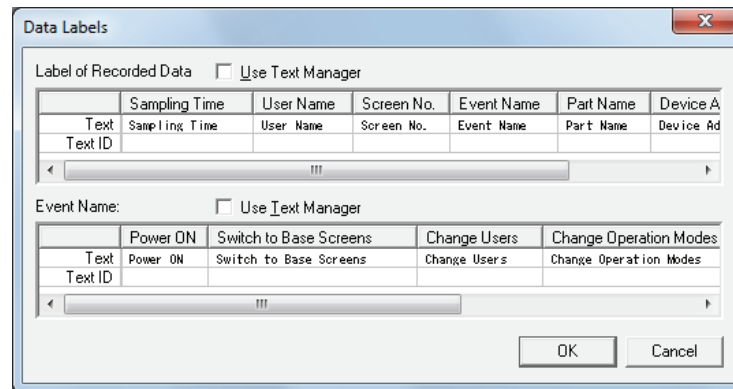 Data Labels
Label of Recorded Data Use Text Manager
Sampling Time User Name Screen No. Event Name Part Name Device A
Text Sampling Time User Name Screen No. Event Name Part Name Device Ad
Text ID
Event Name: Use Text Manager
Power ON Switch to Base Screens Change Users Change Operation Modes
Text Power ON Switch to Base Screens Change Users Change Operation Modes
Text ID
OK Cancel